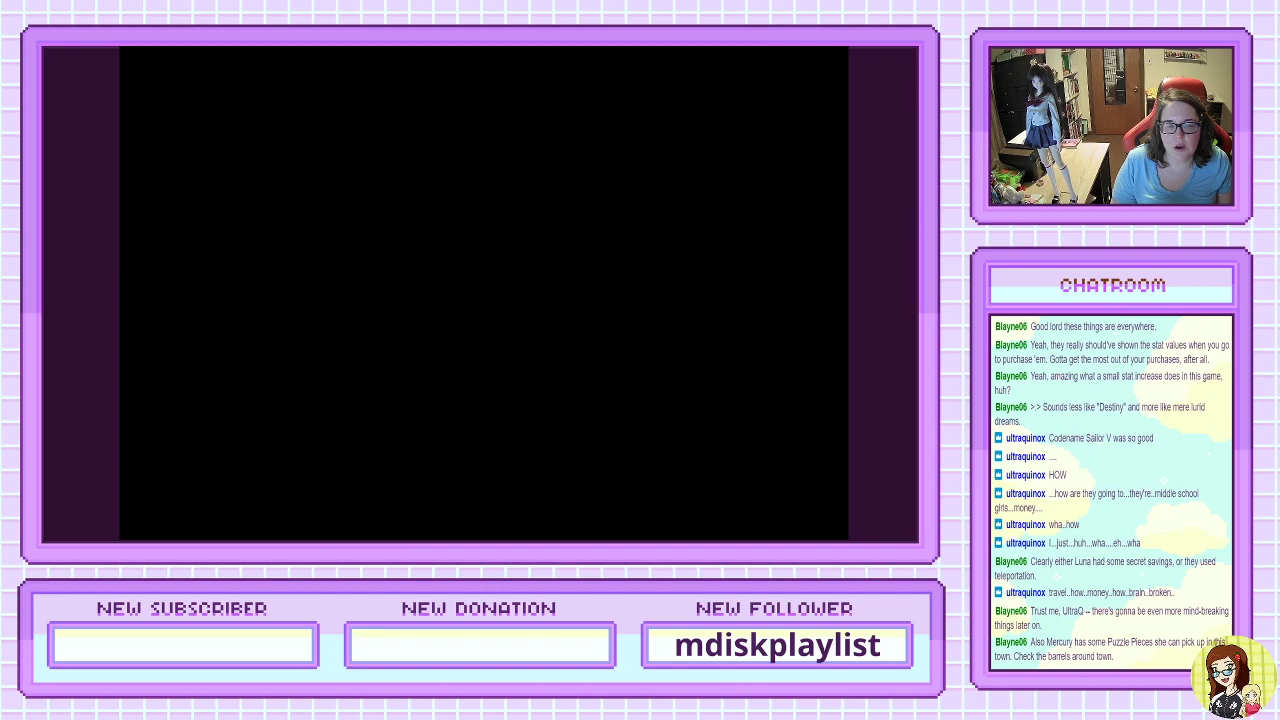 CHATROOM
Blayne06 Good lord these things are everywhere.
Blayne06 Yeah, they really should've shown the stat values when you go
to purchase 'em. Gotta get the most out of your purchases, after all.
Blayne06 Yeah, amazing what a small stat increase does in this game,
huh?
Blayne06 >.> Sounds less like "Destiny" and more like mere lurid
dreams.
ultraquinox Codename Sailor V was so good
ultraquinox ....
ultraquinox HOW
ultraquinox ...how are they going to...they're..middle school
girls...money....
ultraquinox wha..how
ultraquinox I...just...huh...wha....eh...wha
Blayne06 Clearly either Luna had some secret savings, or they used
teleportation.
ultraquinox travel..how..money..how..brain..broken..
Blayne06 Trust me, UltraQ -- there's gonna be even more mind-breaking
things later on.
Blayne06 Also Mercury has some Puzzle Pieces she can pick up in this
town. Check the barrels around town.
NEW SUBSCRIBER
NEW DONATION
NEW FOLLOWER
mdiskplaylist